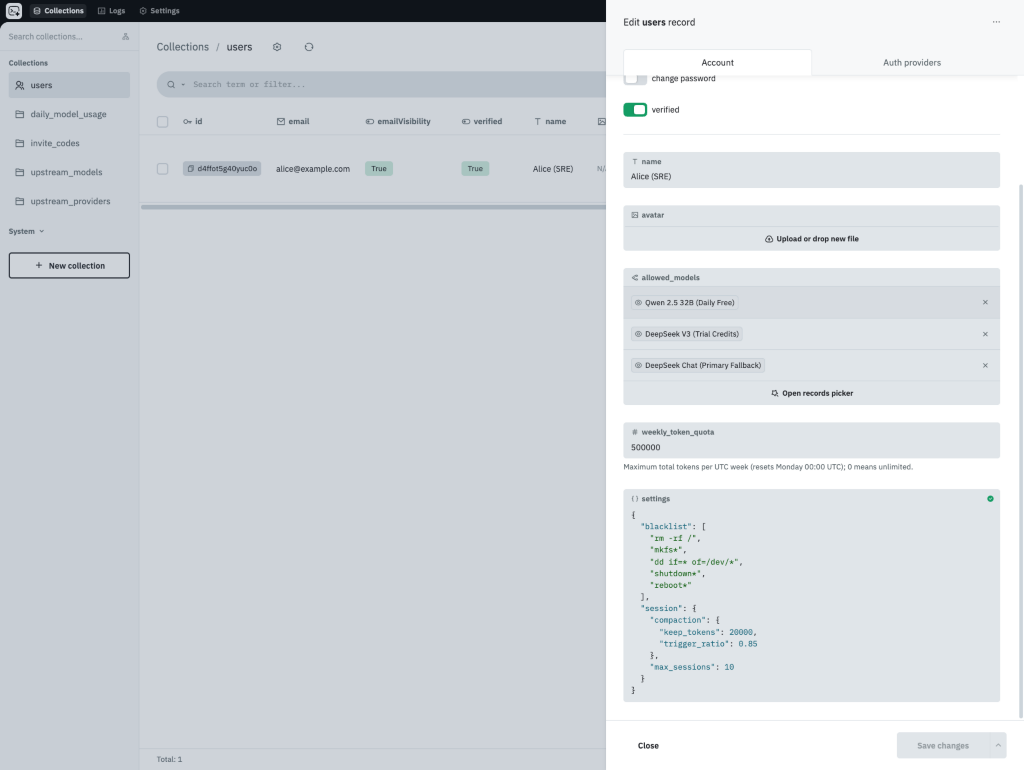 Collections
Logs
Settings
Search collections...
Collections
users
daily_model_usage
invite_codes
upstream_models
upstream_providers
System
New collection
Collections / users
Search term or filter...
id email emailVisibility verified name
d4ffot5g40yuc0o alice@example.com True True Alice (SRE) N/
Total: 1
Edit users record
Account
Auth providers
change password
verified
name
Alice (SRE)
avatar
Upload or drop new file
allowed_models
Qwen 2.5 32B (Daily Free)
DeepSeek V3 (Trial Credits)
DeepSeek Chat (Primary Fallback)
Open records picker
# weekly_token_quota
500000
Maximum total tokens per UTC week (resets Monday 00:00 UTC); 0 means unlimited.
settings
{
"blacklist": [
"rm -rf /",
"mkfs*",
"dd if=* of=/dev/*",
"shutdown*",
"reboot*"
],
"session": {
"compaction": {
"keep_tokens": 20000,
"trigger_ratio": 0.85
},
"max_sessions": 10
}
}
Close
Save changes